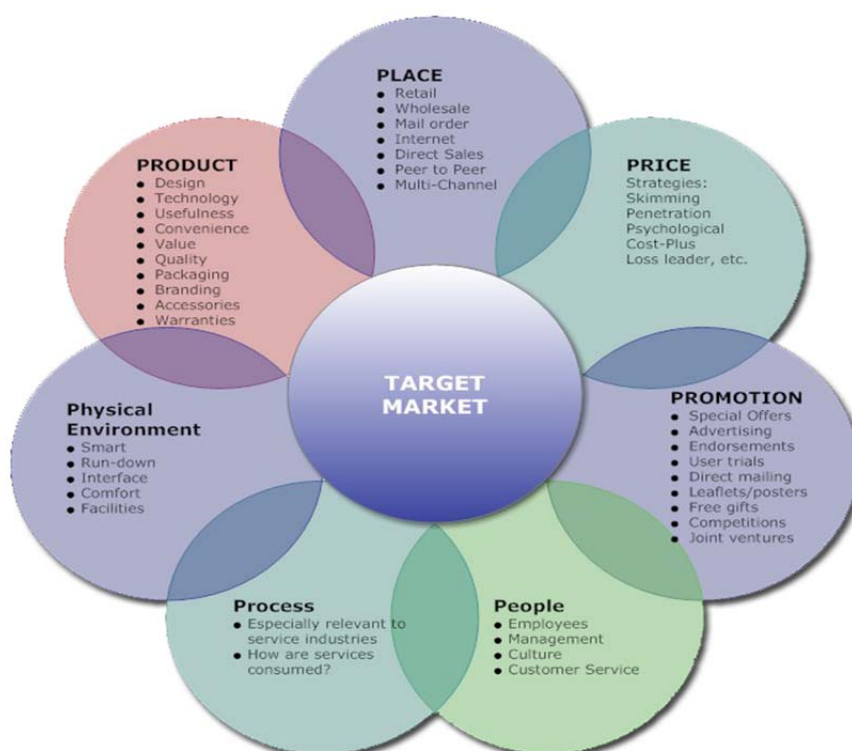 PLACE
● Retail
● Wholesale
● Mail order
● Internet
● Direct Sales
● Peer to Peer
● Multi-Channel
PRODUCT
● Design
● Technology
● Usefulness
● Convenience
● Value
● Quality
● Packaging
● Branding
● Accessories
● Warranties
PRICE
Strategies:
Skimming
Penetration
Psychological
Cost-Plus
Loss leader, etc.
TARGET
MARKET
Physical
Environment
● Smart
● Run-down
● Interface
● Comfort
● Facilities
PROMOTION
● Special Offers
● Advertising
● Endorsements
● User trials
● Direct mailing
● Leaflets/posters
● Free gifts
● Competitions
● Joint ventures
Process
● Especially relevant to
service industries
● How are services
consumed?
People
● Employees
● Management
● Culture
● Customer Service